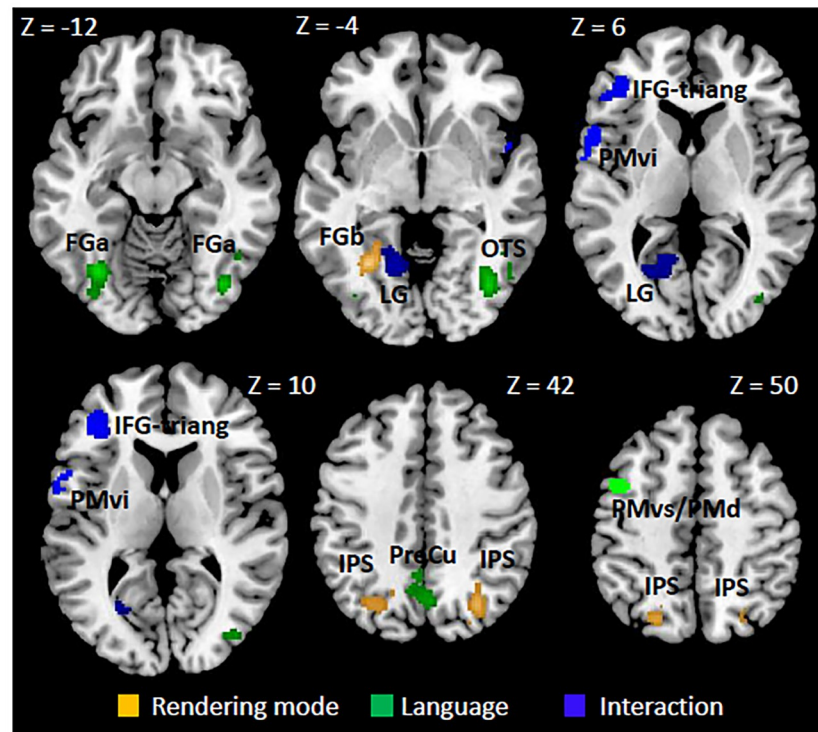 Z = -12
Z = -4
Z = 6
IFG-triang
PMvi
FGa
FGa
FGb
OTS
LG
LG
Z = 10
Z = 42
Z = 50
IFG-triang
PMvi
PMvs/PMd
IPS
PreCu
IPS
IPS
IPS
Rendering mode
Language
Interaction